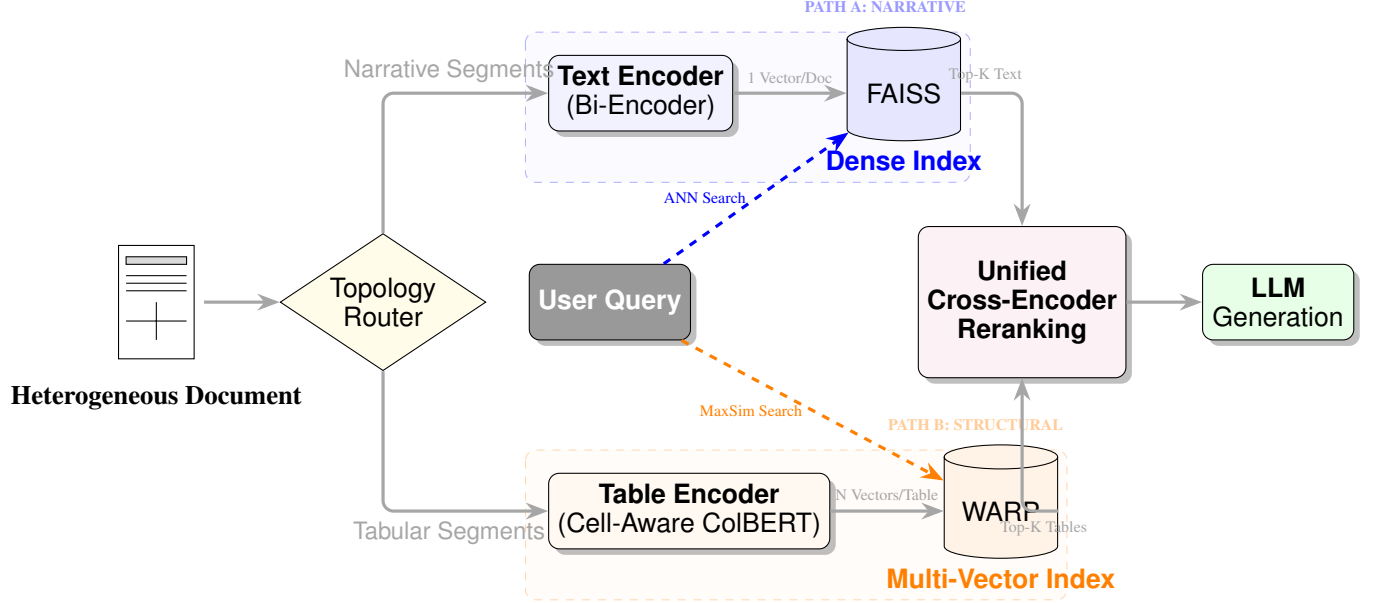 PATH A: NARRATIVE
Narrative Segments
Text Encoder
(Bi-Encoder)
1 Vector/Doc
FAISS
Top-K Text
Dense Index
ANN Search
Topology
Router
User Query
Unified
Cross-Encoder
Reranking
LLM
Generation
Heterogeneous Document
MaxSim Search
PATH B: STRUCTURAL
Table Encoder
(Cell-Aware ColBERT)
N Vectors/Table
WARP
Top-K Tables
Tabular Segments
Multi-Vector Index